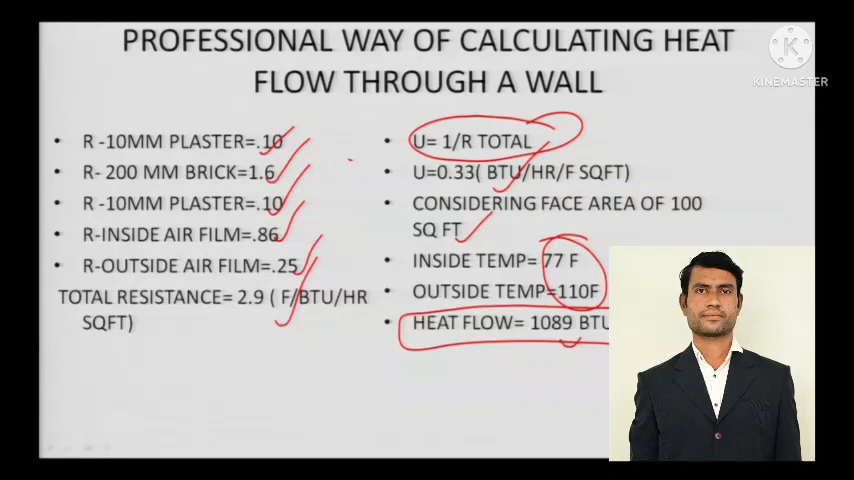 PROFESSIONAL WAY OF CALCULATING HEAT
FLOW THROUGH A WALL
KINEMASTER
• R -10MM PLASTER=.10
• R- 200 MM BRICK=1.6
• R -10MM PLASTER=.10
• R-INSIDE AIR FILM=.86
• R-OUTSIDE AIR FILM=.25
TOTAL RESISTANCE= 2.9 ( F/BTU/HR
SQFT)
• U= 1/R TOTAL
• U=0.33( BTU/HR/F SQFT)
• CONSIDERING FACE AREA OF 100
SQ FT
• INSIDE TEMP= 77 F
• OUTSIDE TEMP=110F
• HEAT FLOW= 1089 BTU